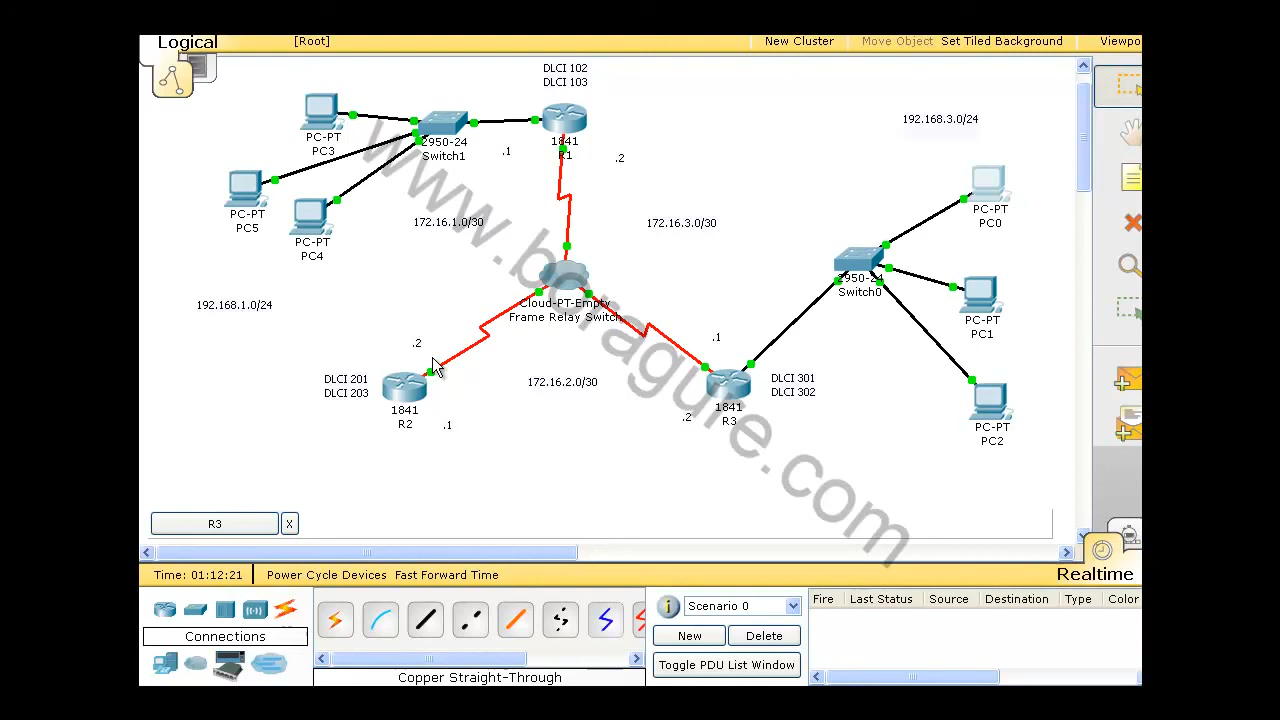 Logical
[Root]
New Cluster
Move Object
Set Tiled Background
Viewpo
DLCI 102
DLCI 103
192.168.3.0/24
PC-PT
PC3
2950-24
Switch1
.1
1841
R1
.2
PC-PT
PC5
PC-PT
PC4
172.16.1.0/30
172.16.3.0/30
PC-PT
PC0
2950-24
Switch0
192.168.1.0/24
Cloud-PT-Empty
Frame Relay Switch
PC-PT
PC1
.2
.1
DLCI 201
DLCI 203
172.16.2.0/30
DLCI 301
DLCI 302
1841
R2
.1
.2
1841
R3
PC-PT
PC2
www.boragure.com
R3
X
Time: 01:12:21
Power Cycle Devices
Fast Forward Time
Realtime
Scenario 0
Fire
Last Status
Source
Destination
Type
Color
Connections
New
Delete
Toggle PDU List Window
Copper Straight-Through